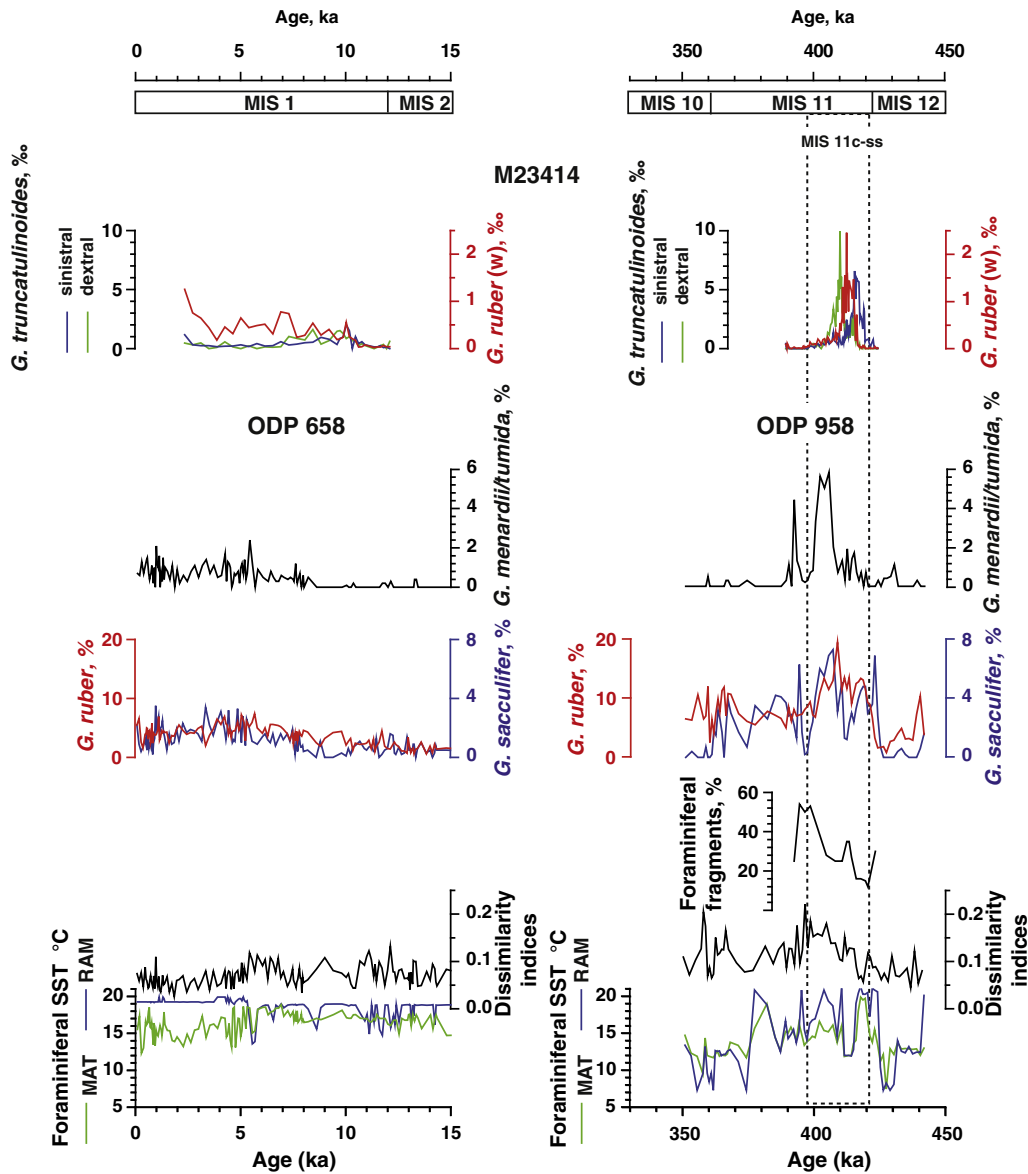 Age, ka
Age, ka
0 5 10 15
350 400 450
MIS 1 MIS 2
MIS 10 MIS 11 MIS 12
MIS 11c-ss
M23414
G. truncatulinoides, ‰
sinistral
dextral
10
5
0
2
1
0
G. ruber (w), ‰
G. truncatulinoides, ‰
sinistral
dextral
10
5
0
2
1
0
G. ruber (w), ‰
ODP 658
ODP 958
6
4
2
0
G. menardii/tumida, %
6
4
2
0
G. menardii/tumida, %
G. ruber, %
20
10
0
8
4
0
G. sacculifer, %
G. ruber, %
20
10
0
8
4
0
G. sacculifer, %
Foraminiferal
fragments, %
60
40
20
0.2
0.1
0.0
Dissimilarity
indices
0.2
0.1
0.0
Dissimilarity
indices
Foraminiferal SST °C
MAT RAM
20
15
10
5
Foraminiferal SST °C
MAT RAM
20
15
10
5
0 5 10 15
350 400 450
Age (ka)
Age (ka)